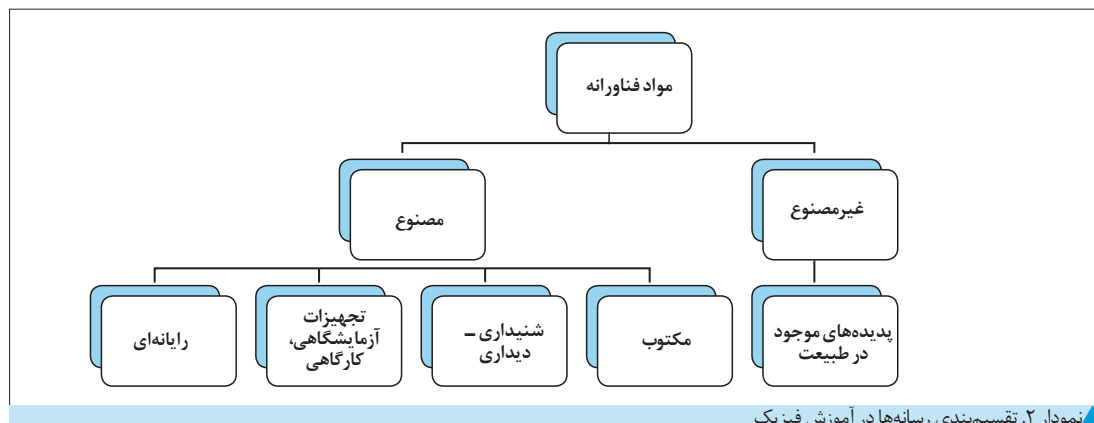 مواد فناورانه
غیرمصنوع
مصنوع
پدیده‌های موجود
در طبیعت
مکتوب
شنیداری –
دیداری
تجهیزات
آزمایشگاهی،
کارگاهی
رایانه‌ای
نمودار ۲. تقسیم‌بندی رسانه‌ها در آموزش فیزیک